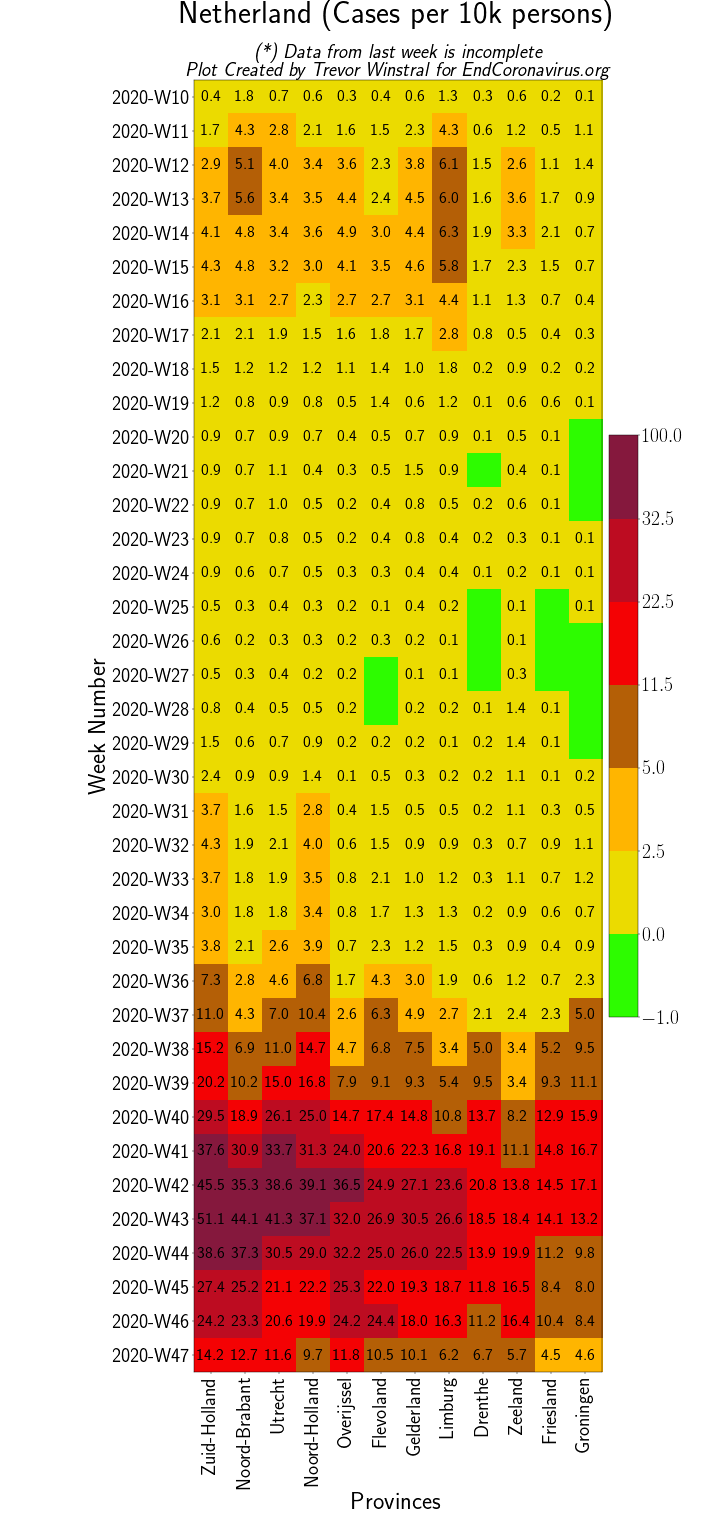 Netherland (Cases per 10k persons)
(*) Data from last week is incomplete
Plot Created by Trevor Winstral for EndCoronavirus.org
2020-W10 0.4 1.8 0.7 0.6 0.3 0.4 0.6 1.3 0.3 0.6 0.2 0.1
2020-W11 1.7 4.3 2.8 2.1 1.6 1.5 2.3 4.3 0.6 1.2 0.5 1.1
2020-W12 2.9 5.1 4.0 3.4 3.6 2.3 3.8 6.1 1.5 2.6 1.1 1.4
2020-W13 3.7 5.6 3.4 3.5 4.4 2.4 4.5 6.0 1.6 3.6 1.7 0.9
2020-W14 4.1 4.8 3.4 3.6 4.9 3.0 4.4 6.3 1.9 3.3 2.1 0.7
2020-W15 4.3 4.8 3.2 3.0 4.1 3.5 4.6 5.8 1.7 2.3 1.5 0.7
2020-W16 3.1 3.1 2.7 2.3 2.7 2.7 3.1 4.4 1.1 1.3 0.7 0.4
2020-W17 2.1 2.1 1.9 1.5 1.6 1.8 1.7 2.8 0.8 0.5 0.4 0.3
2020-W18 1.5 1.2 1.2 1.2 1.1 1.4 1.0 1.8 0.2 0.9 0.2 0.2
2020-W19 1.2 0.8 0.9 0.8 0.5 1.4 0.6 1.2 0.1 0.6 0.6 0.1
2020-W20 0.9 0.7 0.9 0.7 0.4 0.5 0.7 0.9 0.1 0.5 0.1
2020-W21 0.9 0.7 1.1 0.4 0.3 0.5 1.5 0.9 0.4 0.1
2020-W22 0.9 0.7 1.0 0.5 0.2 0.4 0.8 0.5 0.2 0.6 0.1
2020-W23 0.9 0.7 0.8 0.5 0.2 0.4 0.8 0.4 0.2 0.3 0.1 0.1
2020-W24 0.9 0.6 0.7 0.5 0.3 0.3 0.4 0.4 0.1 0.2 0.1 0.1
2020-W25 0.5 0.3 0.4 0.3 0.2 0.1 0.4 0.2 0.1 0.1
2020-W26 0.6 0.2 0.3 0.3 0.2 0.3 0.2 0.1 0.1
2020-W27 0.5 0.3 0.4 0.2 0.2 0.1 0.1 0.3
2020-W28 0.8 0.4 0.5 0.5 0.2 0.2 0.2 0.1 1.4 0.1
2020-W29 1.5 0.6 0.7 0.9 0.2 0.2 0.2 0.1 0.2 1.4 0.1
2020-W30 2.4 0.9 0.9 1.4 0.1 0.5 0.3 0.2 0.2 1.1 0.1 0.2
2020-W31 3.7 1.6 1.5 2.8 0.4 1.5 0.5 0.5 0.2 1.1 0.3 0.5
2020-W32 4.3 1.9 2.1 4.0 0.6 1.5 0.9 0.9 0.3 0.7 0.9 1.1
2020-W33 3.7 1.8 1.9 3.5 0.8 2.1 1.0 1.2 0.3 1.1 0.7 1.2
2020-W34 3.0 1.8 1.8 3.4 0.8 1.7 1.3 1.3 0.2 0.9 0.6 0.7
2020-W35 3.8 2.1 2.6 3.9 0.7 2.3 1.2 1.5 0.3 0.9 0.4 0.9
2020-W36 7.3 2.8 4.6 6.8 1.7 4.3 3.0 1.9 0.6 1.2 0.7 2.3
2020-W37 11.0 4.3 7.0 10.4 2.6 6.3 4.9 2.7 2.1 2.4 2.3 5.0
2020-W38 15.2 6.9 11.0 14.7 4.7 6.8 7.5 3.4 5.0 3.4 5.2 9.5
2020-W39 20.2 10.2 15.0 16.8 7.9 9.1 9.3 5.4 9.5 3.4 9.3 11.1
2020-W40 29.5 18.9 26.1 25.0 14.7 17.4 14.8 10.8 13.7 8.2 12.9 15.9
2020-W41 37.6 30.9 33.7 31.3 24.0 20.6 22.3 16.8 19.1 11.1 14.8 16.7
2020-W42 45.5 35.3 38.6 39.1 36.5 24.9 27.1 23.6 20.8 13.8 14.5 17.1
2020-W43 51.1 44.1 41.3 37.1 32.0 26.9 30.5 26.6 18.5 18.4 14.1 13.2
2020-W44 38.6 37.3 30.5 29.0 32.2 25.0 26.0 22.5 13.9 19.9 11.2 9.8
2020-W45 27.4 25.2 21.1 22.2 25.3 22.0 19.3 18.7 11.8 16.5 8.4 8.0
2020-W46 24.2 23.3 20.6 19.9 24.2 24.4 18.0 16.3 11.2 16.4 10.4 8.4
2020-W47 14.2 12.7 11.6 9.7 11.8 10.5 10.1 6.2 6.7 5.7 4.5 4.6
Week Number
Zuid-Holland
Noord-Brabant
Utrecht
Noord-Holland
Overijssel
Flevoland
Gelderland
Limburg
Drenthe
Zeeland
Friesland
Groningen
Provinces
100.0
32.5
22.5
11.5
5.0
2.5
0.0
−1.0